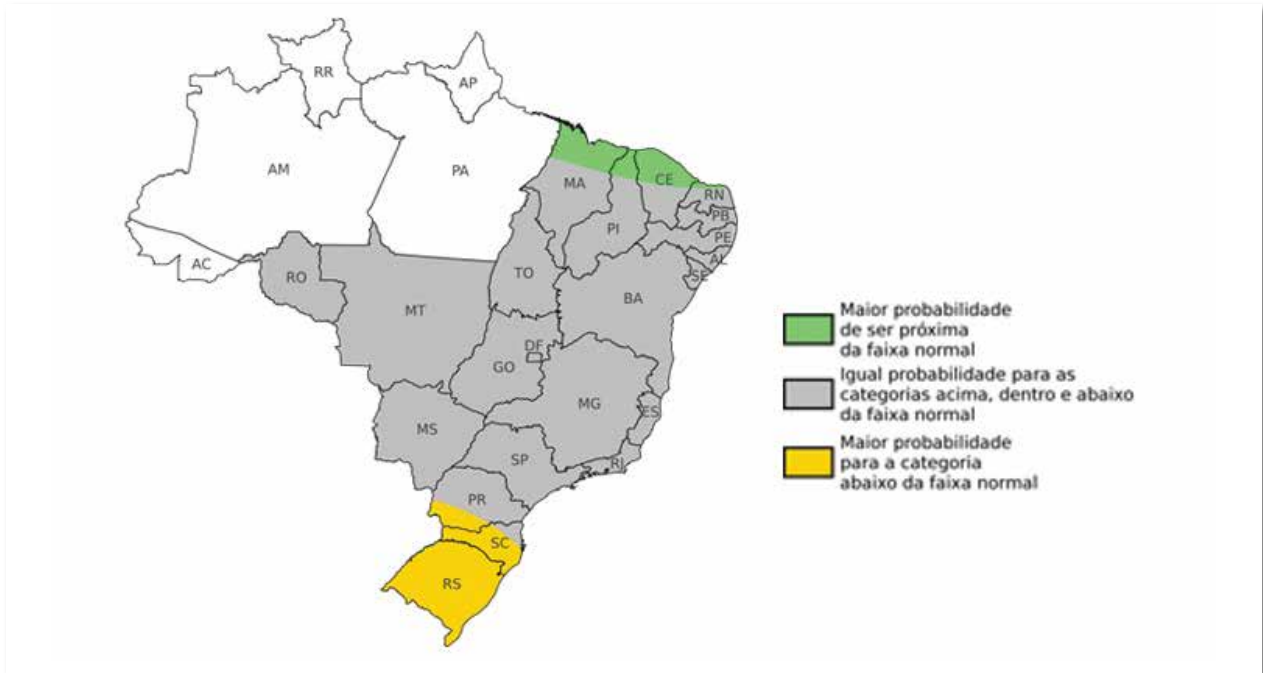 RR
AP
AM
PA
MA
CE
RN
PB
PI
PE
AL
SE
AC
RO
TO
BA
MT
DF
GO
MG
ES
MS
SP
RJ
PR
SC
RS
Maior probabilidade
de ser próxima
da faixa normal
Igual probabilidade para as
categorias acima, dentro e abaixo
da faixa normal
Maior probabilidade
para a categoria
abaixo da faixa normal